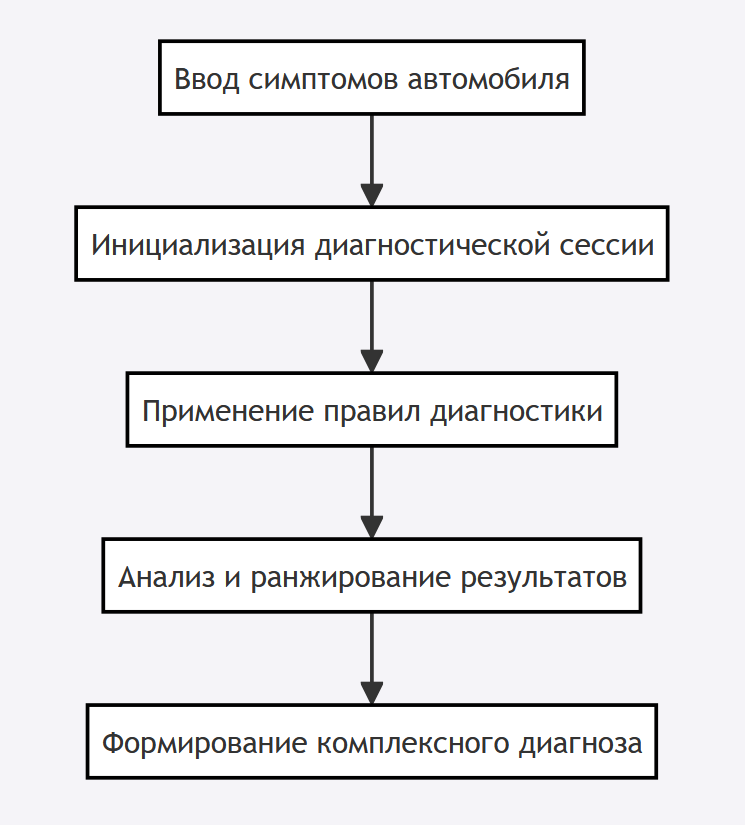 Ввод симптомов автомобиля
Инициализация диагностической сессии
Применение правил диагностики
Анализ и ранжирование результатов
Формирование комплексного диагноза